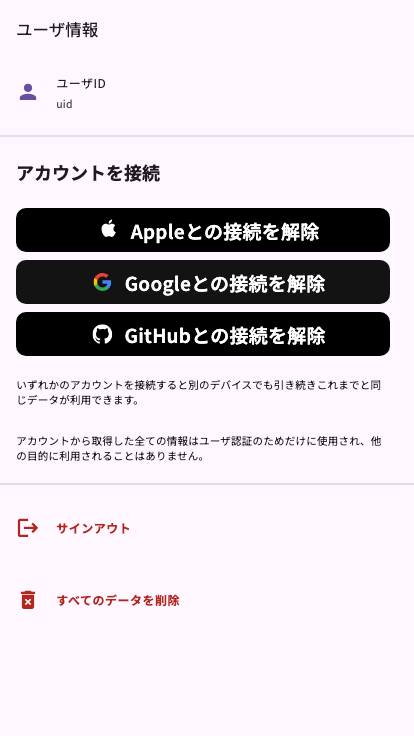 ユーザ情報
ユーザID
uid
アカウントを接続
Appleとの接続を解除
Googleとの接続を解除
GitHubとの接続を解除
いずれかのアカウントを接続すると別のデバイスでも引き続きこれまでと同
じデータが利用できます。
アカウントから取得した全ての情報はユーザ認証のためだけに使用され、他
の目的に利用されることはありません。
サインアウト
すべてのデータを削除